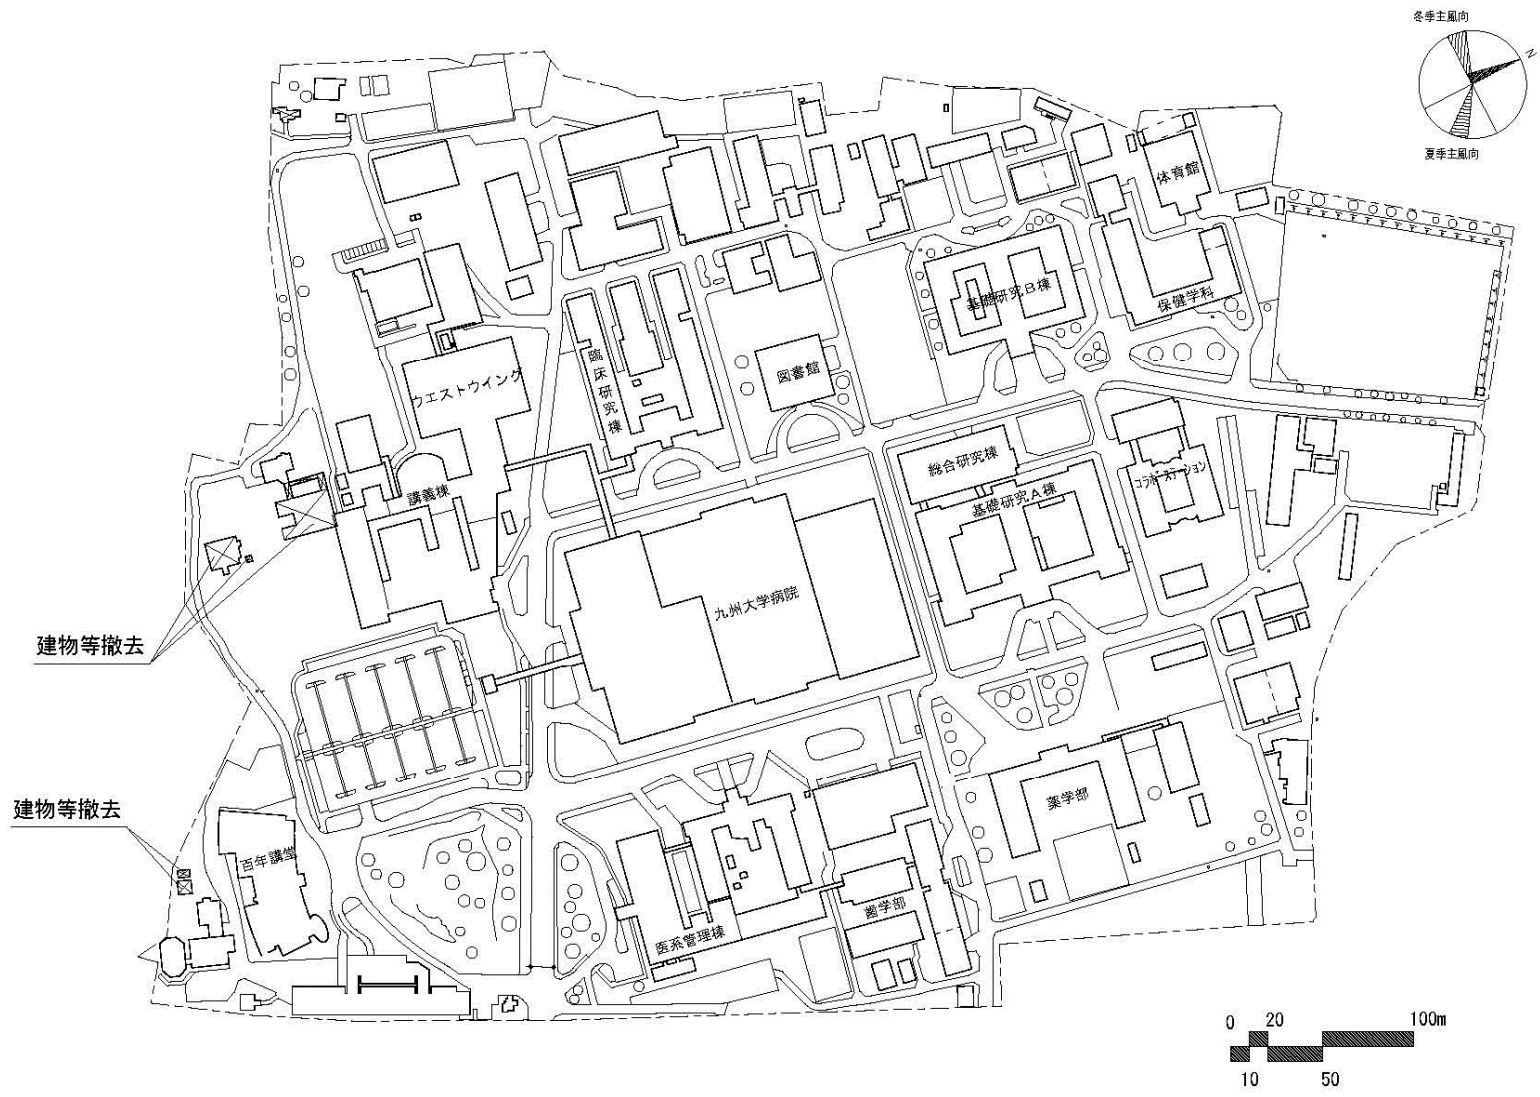 冬季主風向
N
夏季主風向
体育館
基礎研究B棟
保健学科
臨床研究棟
図書館
ウエストウイング
総合研究棟
コラボ・ステーション
講義棟
基礎研究A棟
九州大学病院
建物等撤去
薬学部
建物等撤去
百年講堂
歯学部
医系管理棟
0 20 100m
10 50